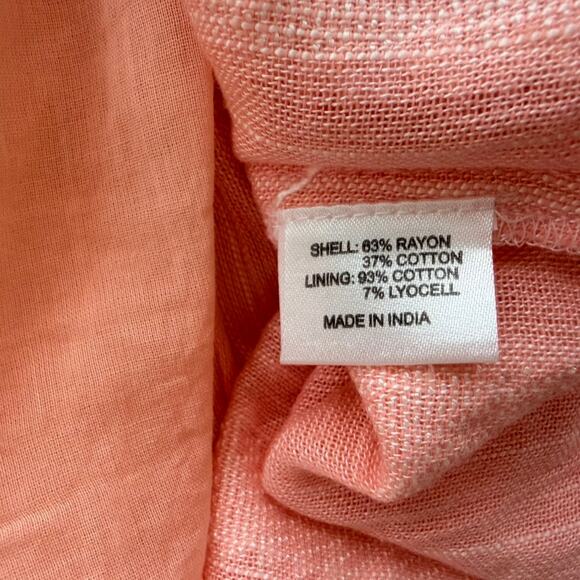 SHELL: 63% RAYON
37% COTTON
LINING: 93% COTTON
7% LYOCELL
MADE IN INDIA